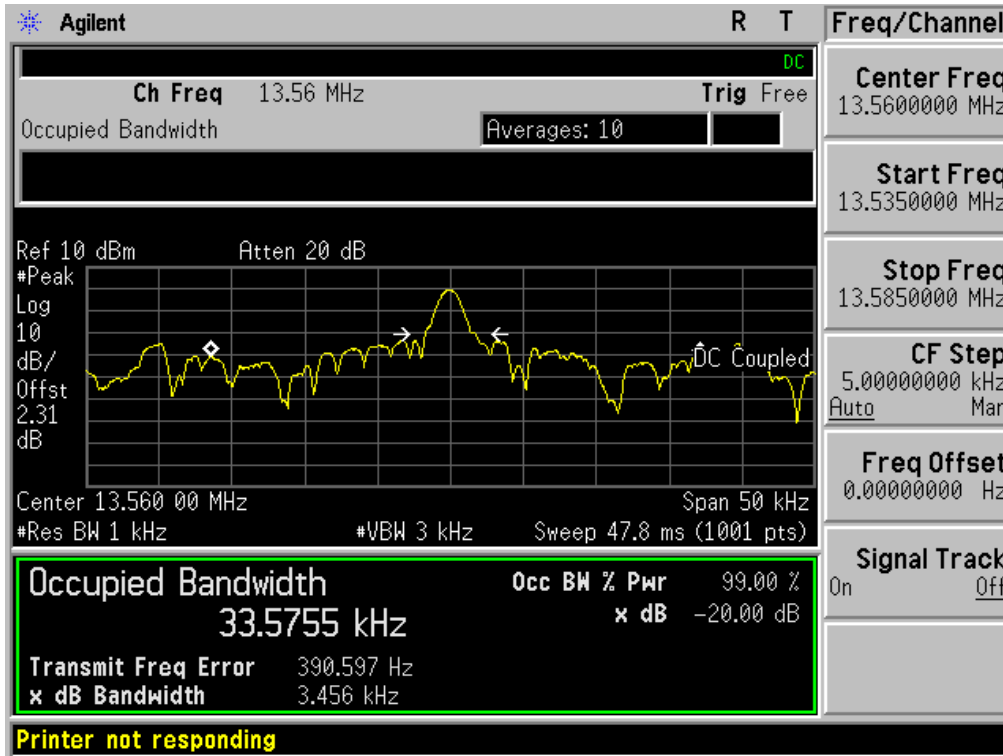 Agilent R T
DC
Ch Freq 13.56 MHz Trig Free
Occupied Bandwidth Averages: 10
Ref 10 dBm Atten 20 dB
#Peak
Log
10
dB/
Offst
2.31
dB
DC Coupled
Center 13.560 00 MHz Span 50 kHz
#Res BW 1 kHz #VBW 3 kHz Sweep 47.8 ms (1001 pts)
Occupied Bandwidth
33.5755 kHz
Occ BW % Pwr 99.00 %
x dB -20.00 dB
Transmit Freq Error 390.597 Hz
x dB Bandwidth 3.456 kHz
Printer not responding
Freq/Channel
Center Freq
13.5600000 MHz
Start Freq
13.5350000 MHz
Stop Freq
13.5850000 MHz
CF Step
5.00000000 kHz
Auto Man
Freq Offset
0.00000000 Hz
Signal Track
On Off